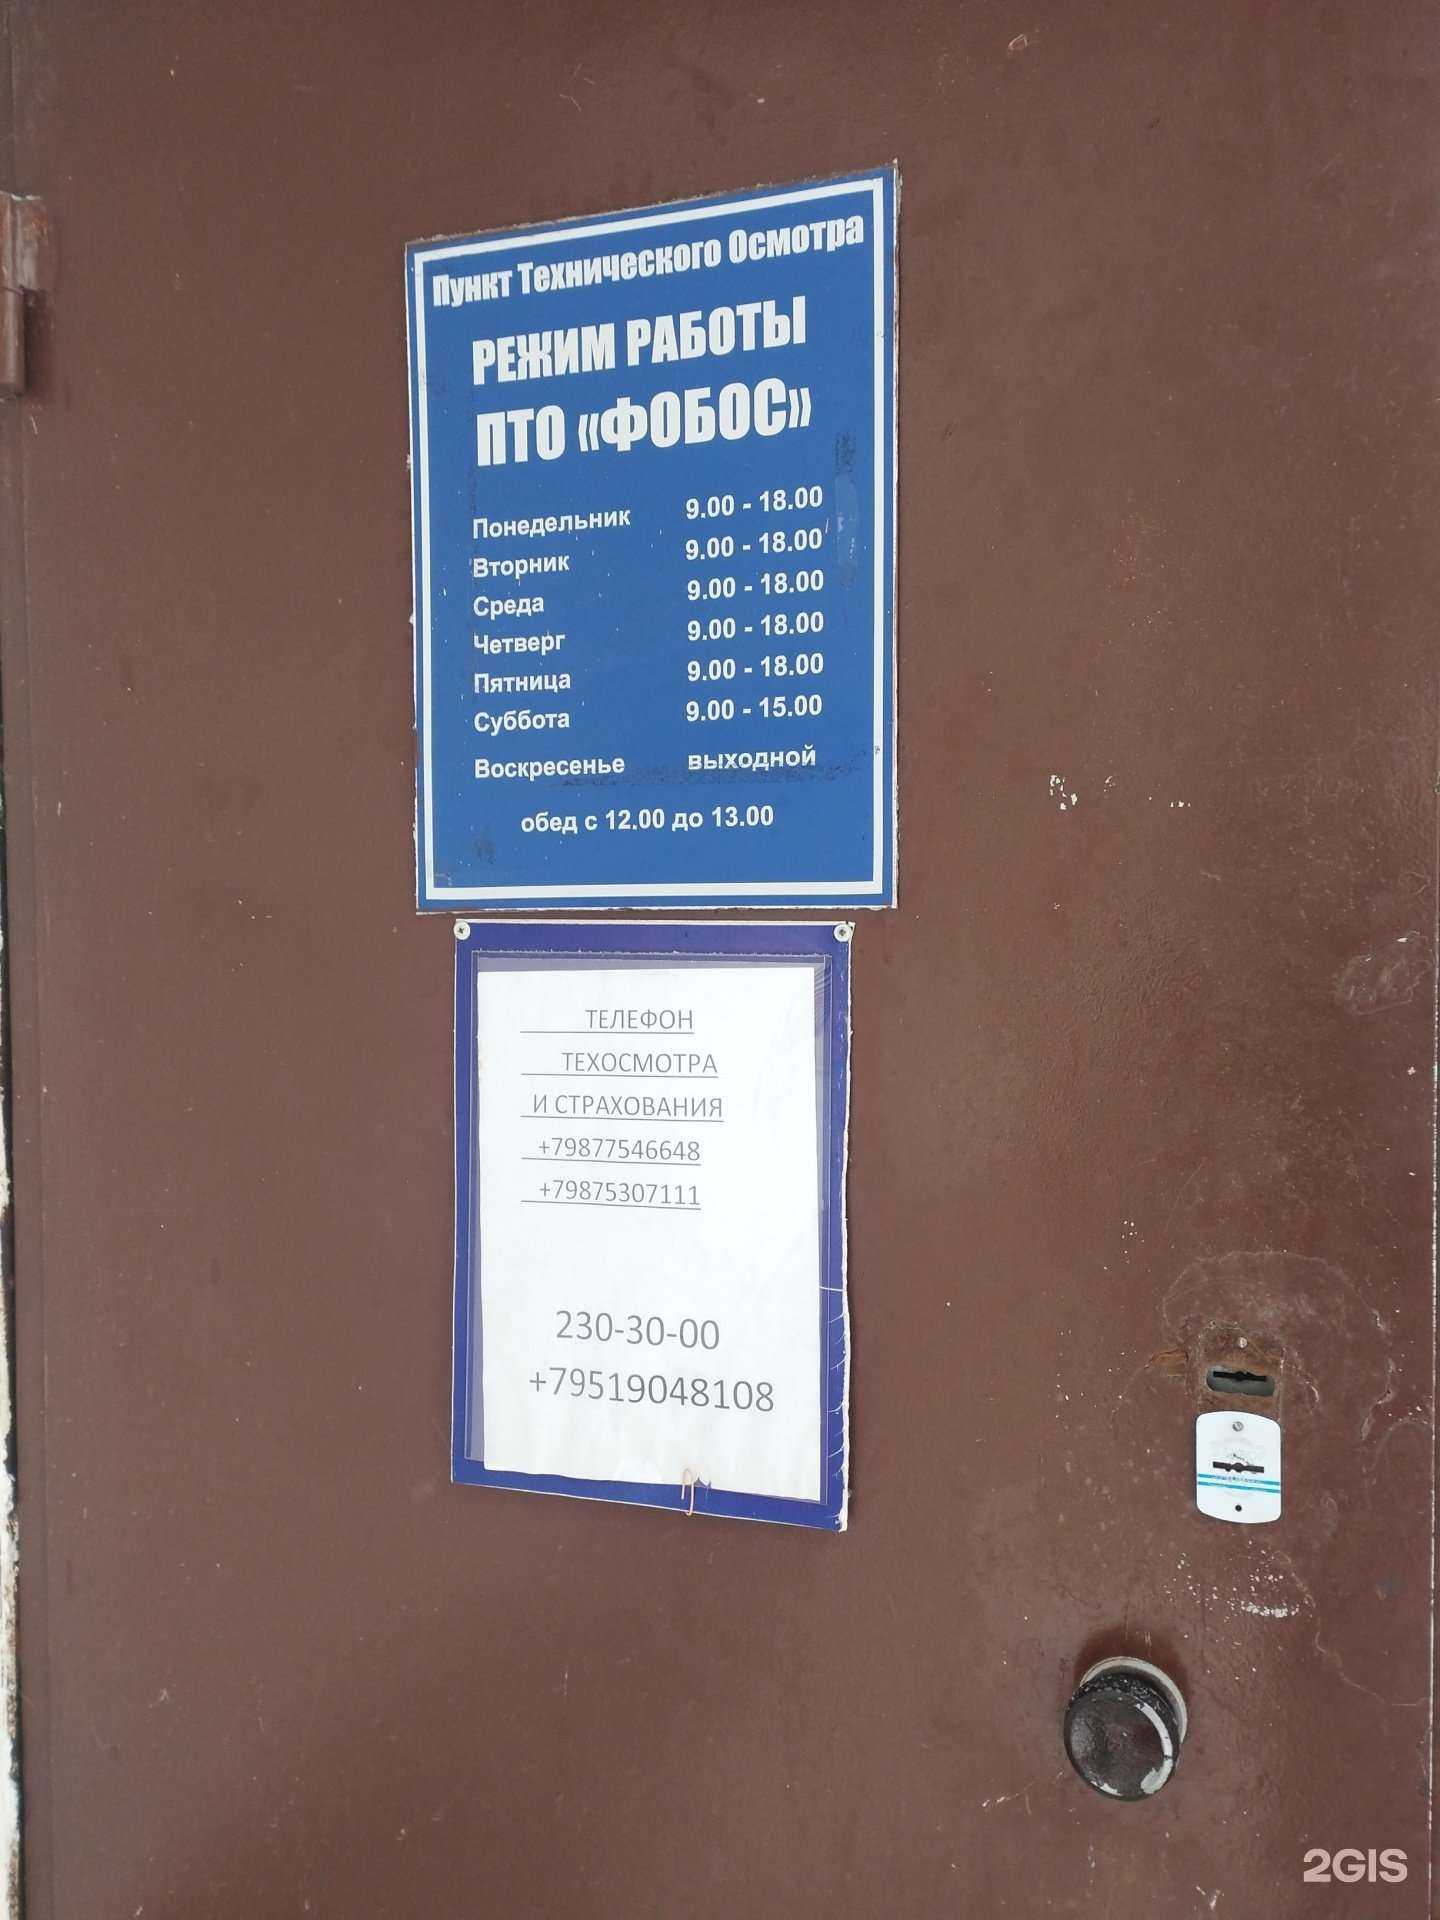 Пункт Технического Осмотра
РЕЖИМ РАБОТЫ
ПТО «ФОБОС»
Понедельник 9.00 - 18.00
Вторник 9.00 - 18.00
Среда 9.00 - 18.00
Четверг 9.00 - 18.00
Пятница 9.00 - 18.00
Суббота 9.00 - 15.00
Воскресенье выходной
обед с 12.00 до 13.00
ТЕЛЕФОН
ТЕХОСМОТРА
И СТРАХОВАНИЯ
+79877546648
+79875307111
230-30-00
+79519048108
2GIS